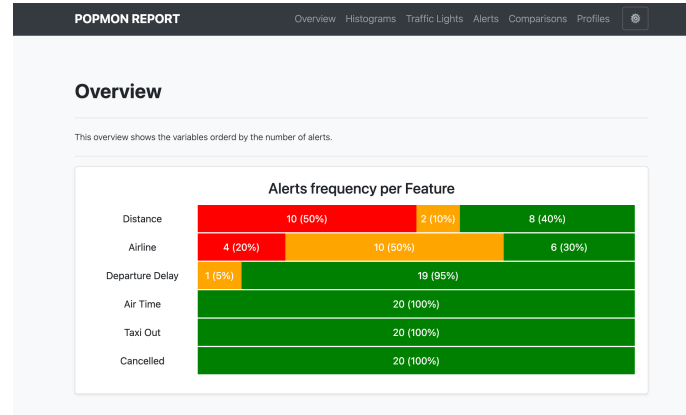 POPMON REPORT Overview Histograms Traffic Lights Alerts Comparisons Profiles
Overview
This overview shows the variables orderd by the number of alerts.
Alerts frequency per Feature
Distance 10 (50%) 2 (10%) 8 (40%)
Airline 4 (20%) 10 (50%) 6 (30%)
Departure Delay 1 (5%) 19 (95%)
Air Time 20 (100%)
Taxi Out 20 (100%)
Cancelled 20 (100%)